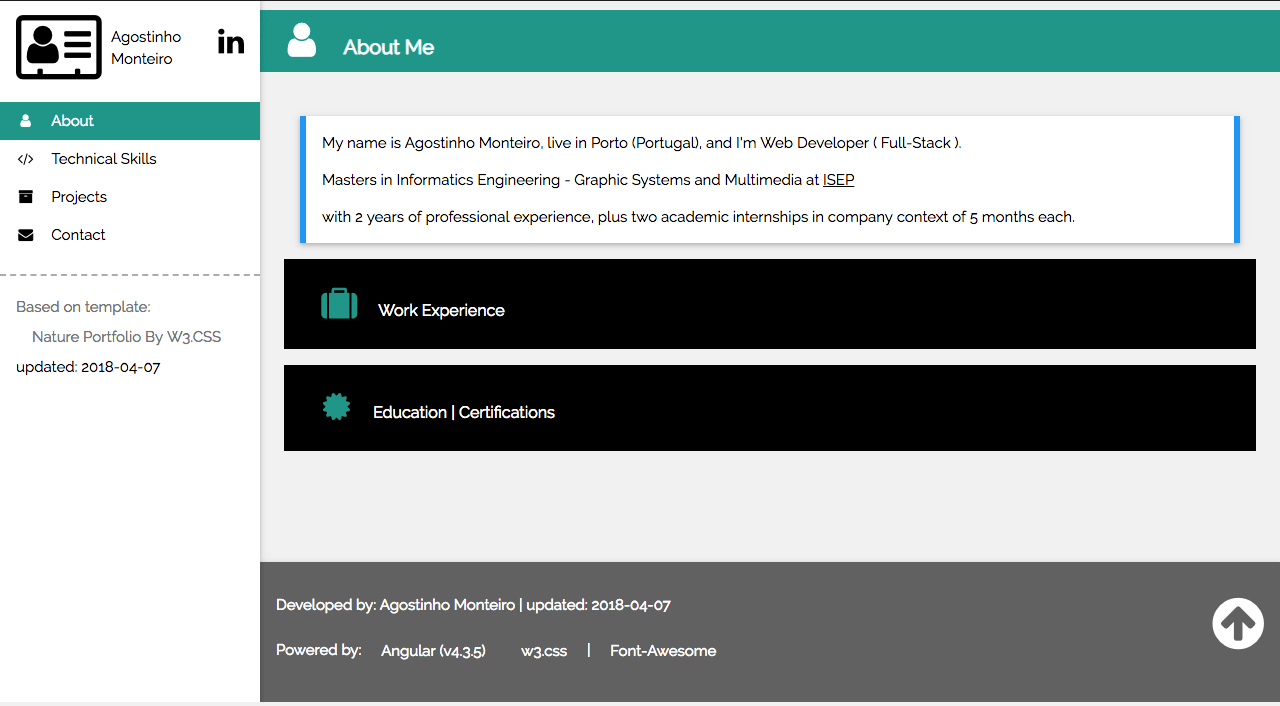 Agostinho
Monteiro
in
About
Technical Skills
Projects
Contact
Based on template:
Nature Portfolio By W3.CSS
updated: 2018-04-07
About Me
My name is Agostinho Monteiro, live in Porto (Portugal), and I'm Web Developer ( Full-Stack ).
Masters in Informatics Engineering - Graphic Systems and Multimedia at ISEP
with 2 years of professional experience, plus two academic internships in company context of 5 months each.
Work Experience
Education | Certifications
Developed by: Agostinho Monteiro | updated: 2018-04-07
Powered by: Angular (v4.3.5) w3.css | Font-Awesome